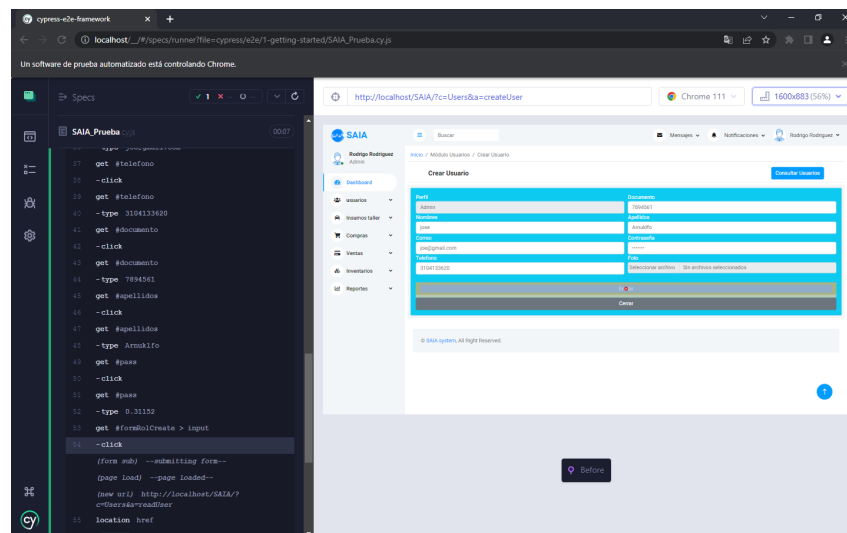 cypress-e2e-framework
localhost/__/#/specs/runner?file=cypress/e2e/1-getting-started/SAIA_Prueba.cy.js
Un software de prueba automatizado está controlando Chrome.
Specs
1
SAIA_Prueba cy.js
00:07
37 get #telefono
38 -click
39 get #telefono
40 -type 3104133620
41 get #documento
42 -click
43 get #documento
44 -type 7894561
45 get #apellidos
46 -click
47 get #apellidos
48 -type Arnuklfo
49 get #pass
50 -click
51 get #pass
52 -type 0.31152
53 get #formRolCreate > input
54 -click
(form sub) --submitting form--
(page load) --page loaded--
(new url) http://localhost/SAIA/?
c=Users&a=readUser
55 location href
cy
http://localhost/SAIA/?c=Users&a=createUser
Chrome 111
1600x883 (56%)
SAIA
Buscar
Mensajes
Notificaciones
Rodrigo Rodriguez
Rodrigo Rodriguez
Admin
Dashboard
usuarios
Insumos taller
Compras
Ventas
Inventarios
Reportes
Inicio / Módulo Usuarios / Crear Usuario
Crear Usuario
Consultar Usuarios
Perfil
Documento
Admin
7894561
Nombres
Apellidos
jose
Arnuklfo
Correo
Contraseña
joe@gmail.com
•••••••
Telefono
Foto
3104133620
Seleccionar archivo Sin archivos seleccionados
Cerrar
© SAIA system, All Right Reserved.
Before